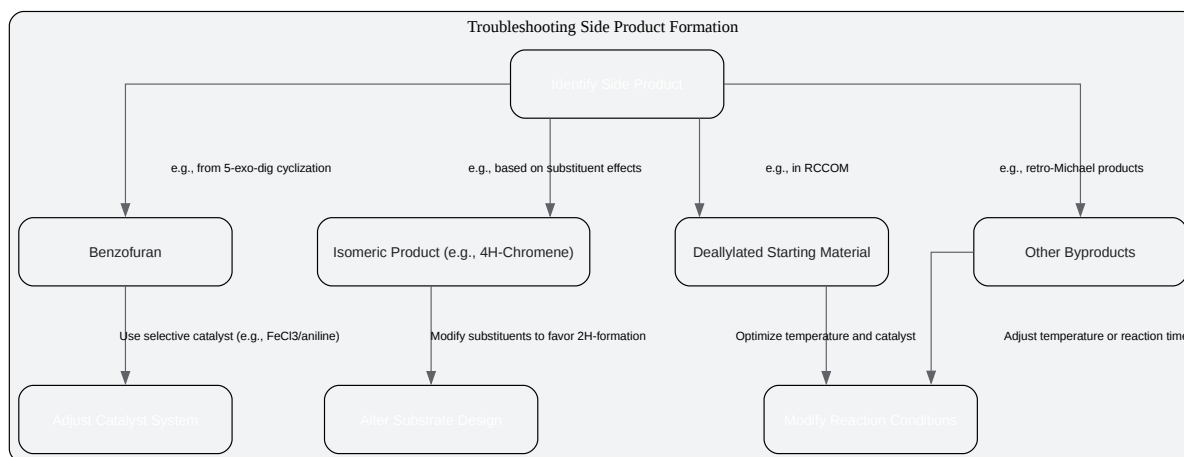 Troubleshooting Side Product Formation
Identify Side Product
e.g., from 5-exo-dig cyclization
e.g., based on substituent effects
e.g., in RCCOM
e.g., retro-Michael products
Benzofuran
Isomeric Product (e.g., 4H-Chromene)
Deallylated Starting Material
Other Byproducts
Use selective catalyst (e.g., FeCl3/aniline)
Modify substituents to favor 2H-formation
Optimize temperature and catalyst
Adjust temperature or reaction time
Adjust Catalyst System
Alter Substrate Design
Modify Reaction Conditions